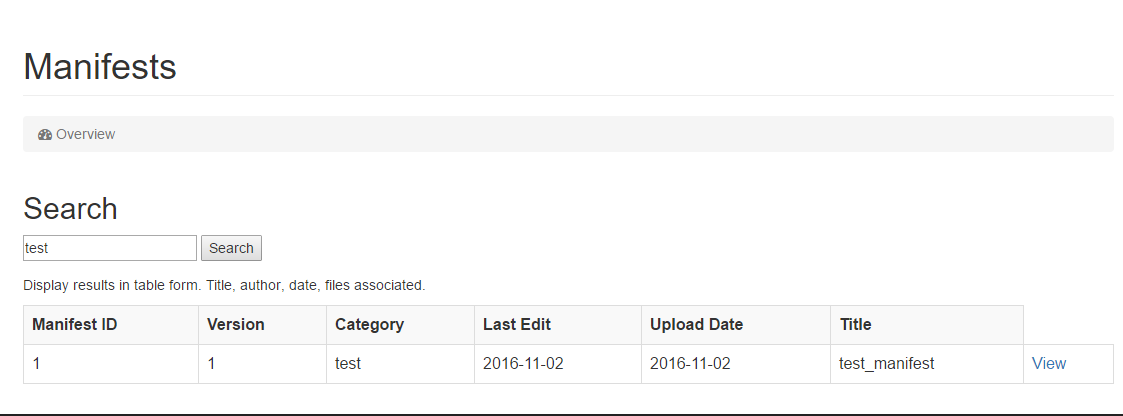 Manifests
Overview
Search
test Search
Display results in table form. Title, author, date, files associated.
Manifest ID Version Category Last Edit Upload Date Title
1 1 test 2016-11-02 2016-11-02 test_manifest View